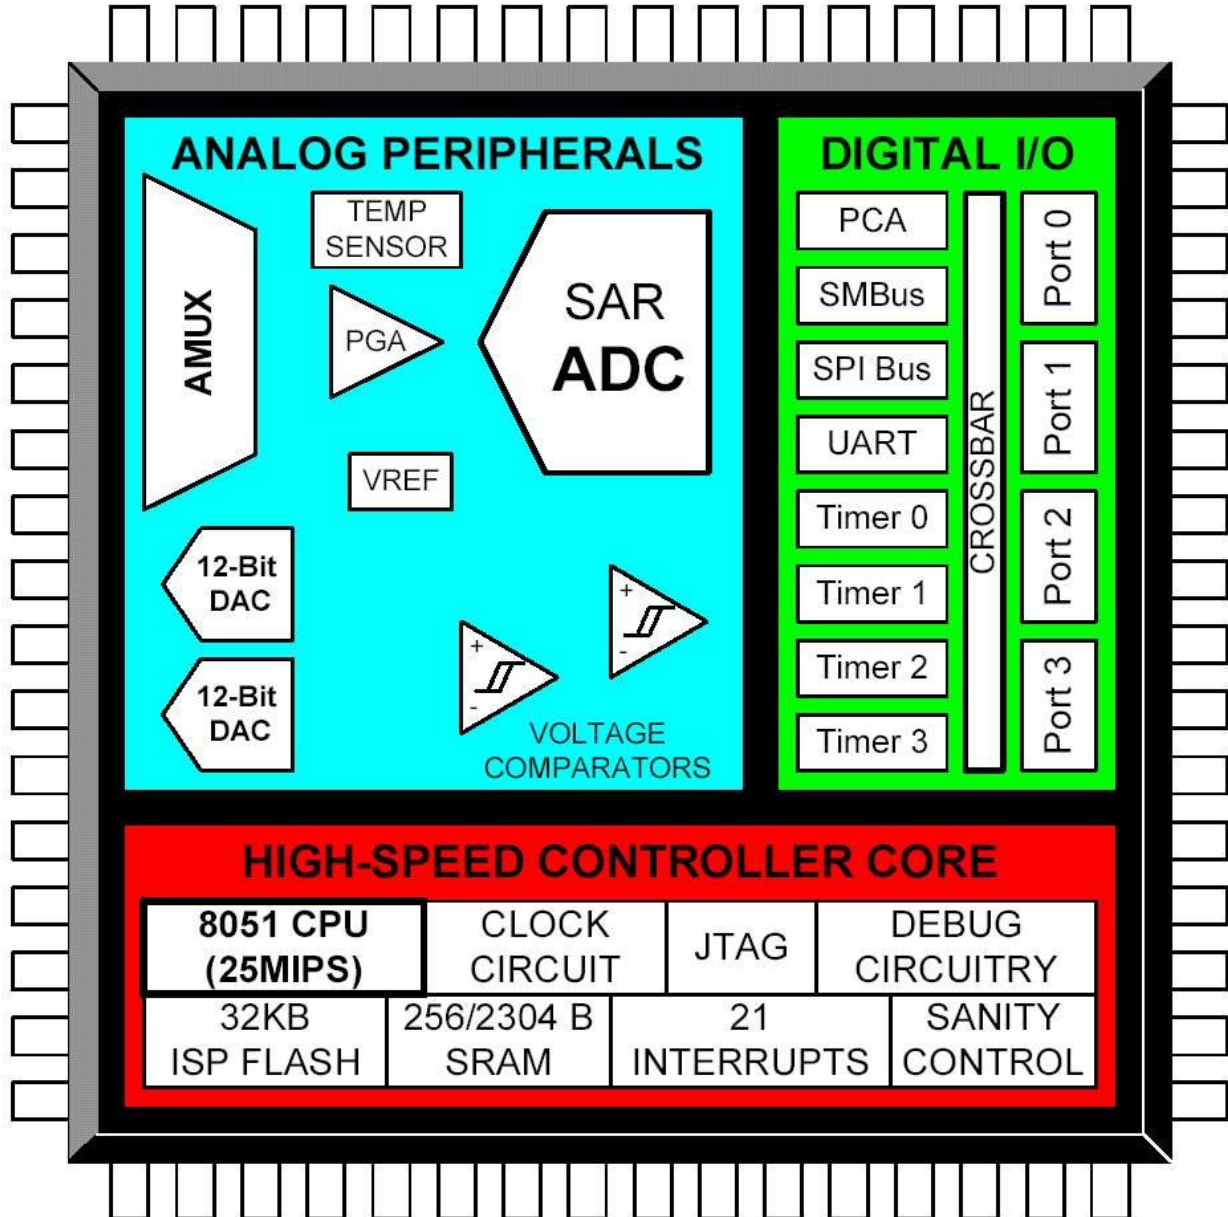 ANALOG PERIPHERALS
AMUX
TEMP
SENSOR
PGA
SAR
ADC
VREF
12-Bit
DAC
12-Bit
DAC
+
-
+
-
VOLTAGE
COMPARATORS
DIGITAL I/O
PCA
SMBus
SPI Bus
UART
Timer 0
Timer 1
Timer 2
Timer 3
CROSSBAR
Port 0
Port 1
Port 2
Port 3
HIGH-SPEED CONTROLLER CORE
8051 CPU
(25MIPS)
CLOCK
CIRCUIT
JTAG
DEBUG
CIRCUITRY
32KB
ISP FLASH
256/2304 B
SRAM
21
INTERRUPTS
SANITY
CONTROL